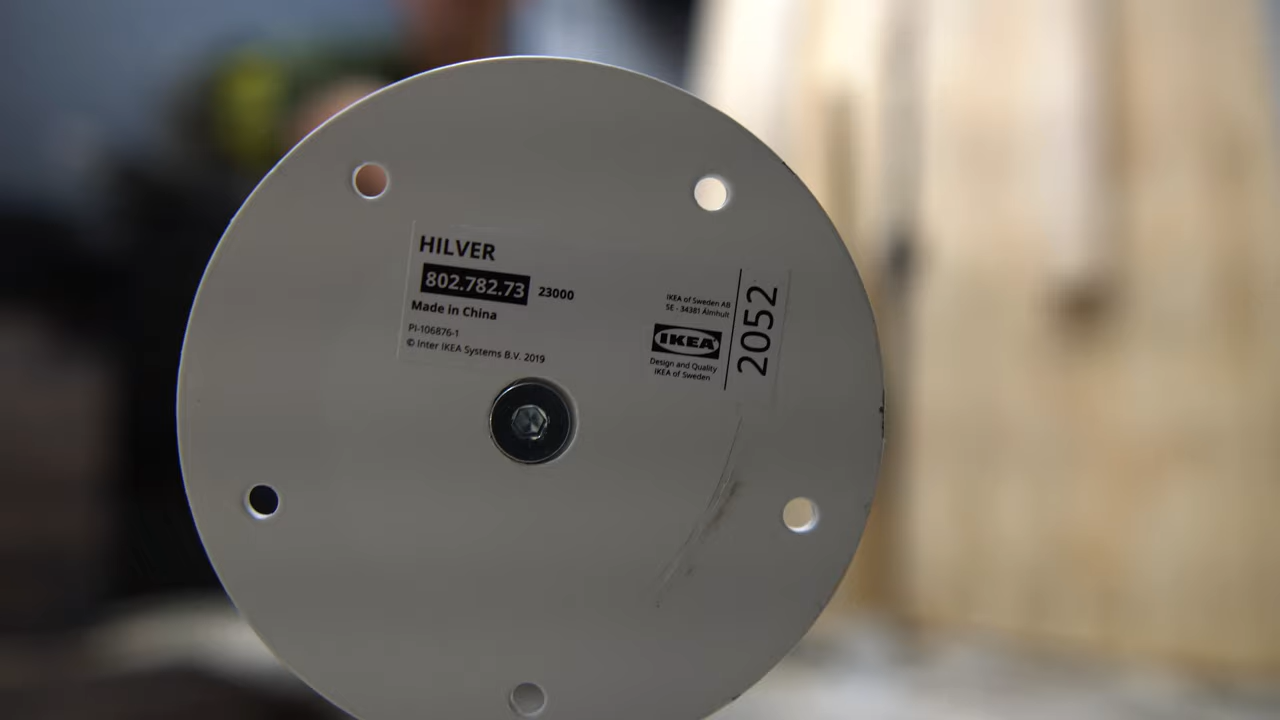 HILVER
802.782.73 23000
Made in China
PI-106876-1
© Inter IKEA Systems B.V. 2019
IKEA of Sweden AB
SE - 34381 Älmhult
IKEA
Design and Quality
IKEA of Sweden
2052